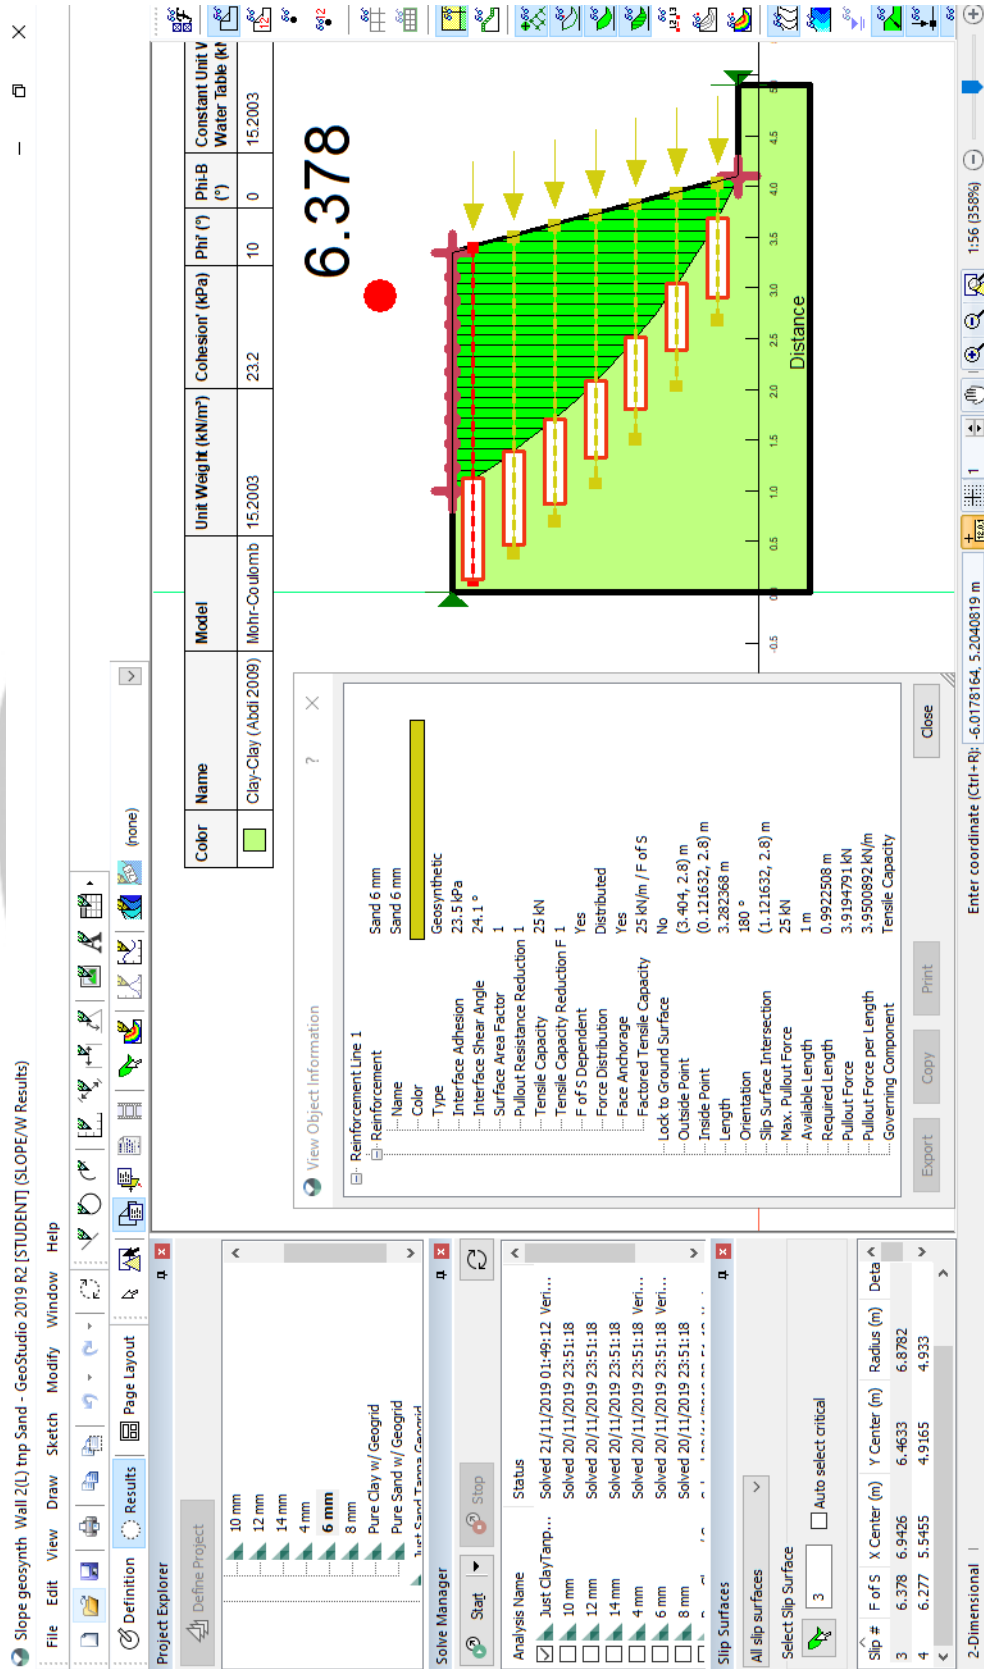 Slope geosynth Wall 2(L) tnp Sand - GeoStudio 2019 R2 [STUDENT] (SLOPE/W Results)
File Edit View Draw Sketch Modify Window Help
Definition Results Page Layout
(none)
Project Explorer
Define Project
10 mm
12 mm
14 mm
4 mm
6 mm
8 mm
Pure Clay w/ Geogrid
Pure Sand w/ Geogrid
Just Sand Tanpa Geogrid
Solve Manager
Start Stop
Analysis Name Status
Just ClayTanp... Solved 21/11/2019 01:49:12 Veri...
10 mm Solved 20/11/2019 23:51:18
12 mm Solved 20/11/2019 23:51:18
14 mm Solved 20/11/2019 23:51:18
4 mm Solved 20/11/2019 23:51:18 Veri...
6 mm Solved 20/11/2019 23:51:18 Veri...
8 mm Solved 20/11/2019 23:51:18
Slip Surfaces
All slip surfaces
Select Slip Surface
3 Auto select critical
Slip # F of S X Center (m) Y Center (m) Radius (m) Deta
3 6.378 6.9426 6.4633 6.8782
4 6.277 5.5455 4.9165 4.933
Color Name Model Unit Weight (kN/m³) Cohesion' (kPa) Phi' (°) Phi-B (°) Constant Unit W
Water Table (kN
Clay-Clay (Abdi 2009) Mohr-Coulomb 15.2003 23.2 10 0 15.2003
6.378
View Object Information ?
Reinforcement Line 1
Reinforcement Sand 6 mm
Name Sand 6 mm
Color
Type Geosynthetic
Interface Adhesion 23.5 kPa
Interface Shear Angle 24.1 °
Surface Area Factor 1
Pullout Resistance Reduction 1
Tensile Capacity 25 kN
Tensile Capacity Reduction F 1
F of S Dependent Yes
Force Distribution Distributed
Face Anchorage Yes
Factored Tensile Capacity 25 kN/m / F of S
Lock to Ground Surface No
Outside Point (3.404, 2.8) m
Inside Point (0.121632, 2.8) m
Length 3.282368 m
Orientation 180 °
Slip Surface Intersection (1.121632, 2.8) m
Max. Pullout Force 25 kN
Available Length 1 m
Required Length 0.9922508 m
Pullout Force 3.9194791 kN
Pullout Force per Length 3.9500892 kN/m
Governing Component Tensile Capacity
Export Copy Print Close
-0.5 0.0 0.5 1.0 1.5 2.0 2.5 3.0 3.5 4.0 4.5 5.0
Distance
2-Dimensional Enter coordinate (Ctrl+R): -6.0178164, 5.2040819 m 1 1:56 (358%)